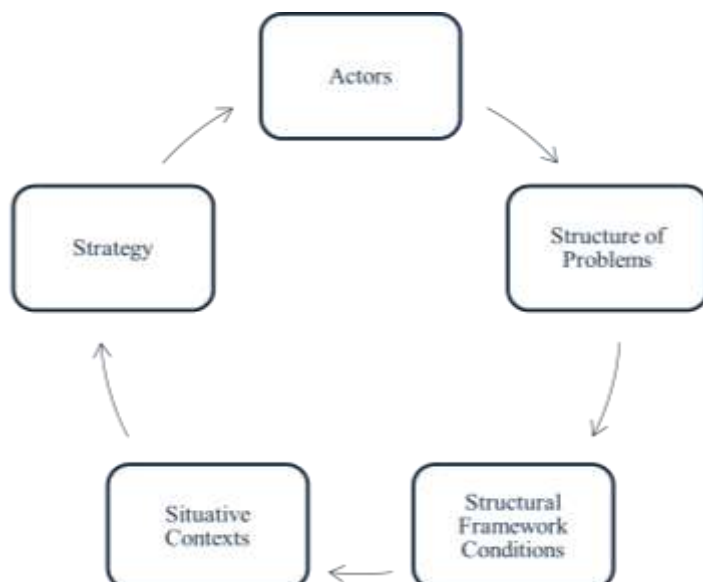 Actors
Strategy
Structure of
Problems
Situative
Contexts
Structural
Framework
Conditions